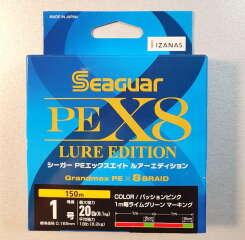 MADE IN JAPAN
IZANAS
Seaguar
PE X8
LURE EDITION
シーガー PEエックスエイト ルアーエディション
Grandmax PE × 8 BRAID
150m
1号
20lb(9.1kg)
COLOR/パッションピンク
1m毎ライムグリーン マーキング